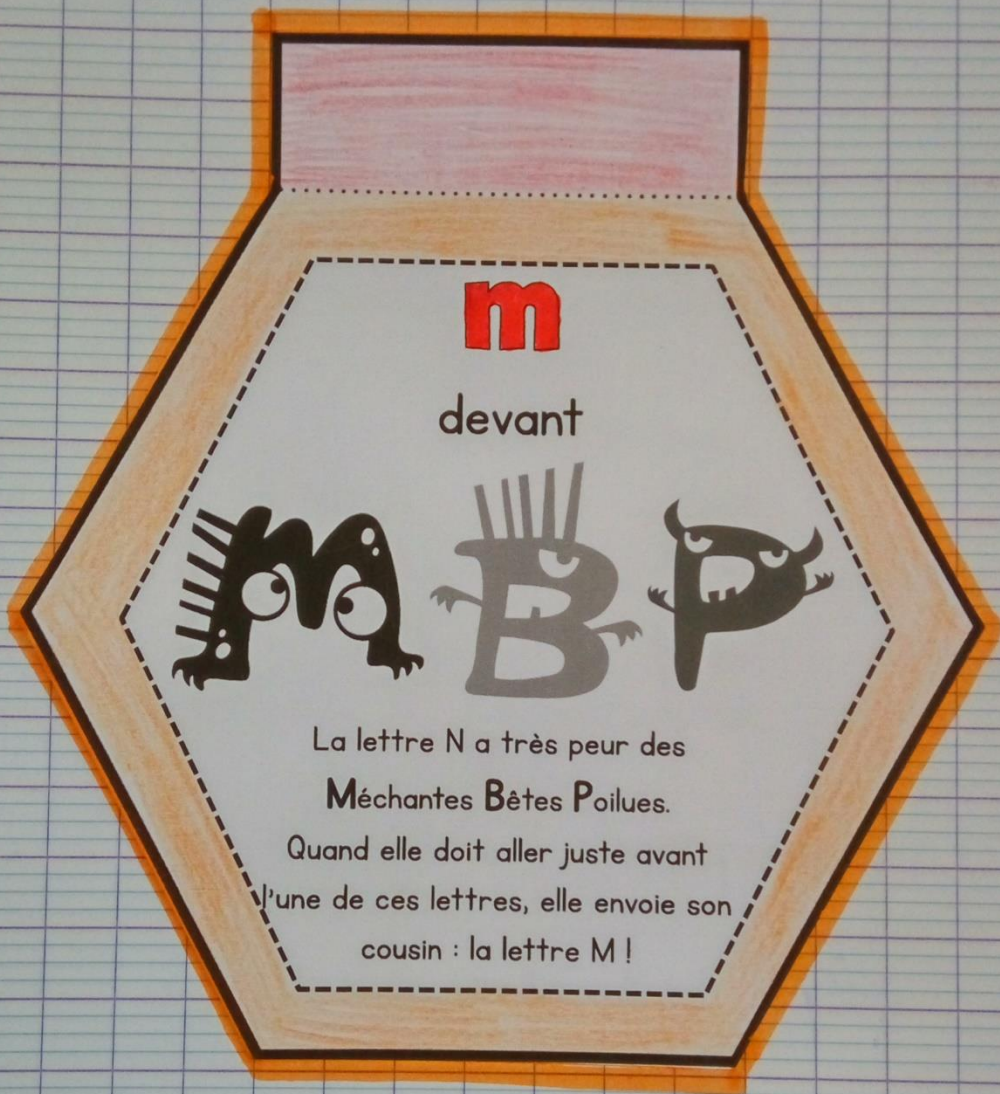 m
devant
M B P
La lettre N a très peur des
Méchantes Bêtes Poilues.
Quand elle doit aller juste avant
l'une de ces lettres, elle envoie son
cousin : la lettre M !